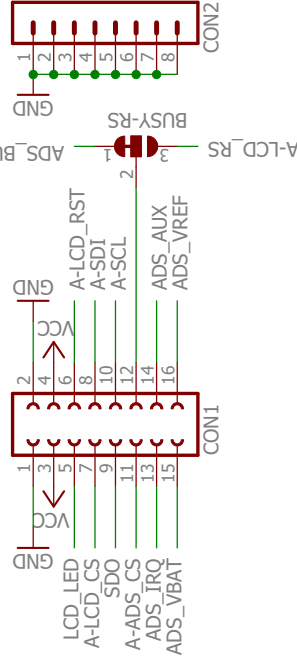 CON2
1
2
3
4
5
6
7
8
GND
BUSY-RS
1
3
2
A-LCD_RS
GND
VCC
A-LCD_RST
A-SDI
A-SCL
ADS_AUX
ADS_VREF
2
4
6
8
10
12
14
16
CON1
1
3
5
7
9
11
13
15
VCC
GND
LCD_LED
A-LCD_CS
SDO
A-ADS_CS
ADS_IRQ
ADS_VBAT